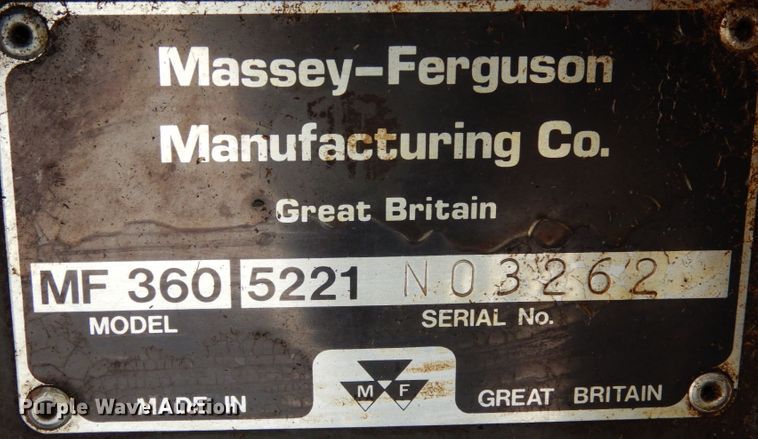 Massey-Ferguson
Manufacturing Co.
Great Britain
MF 360 5221 N03262
MODEL SERIAL No.
MADE IN M F GREAT BRITAIN
Purple Wave Auction